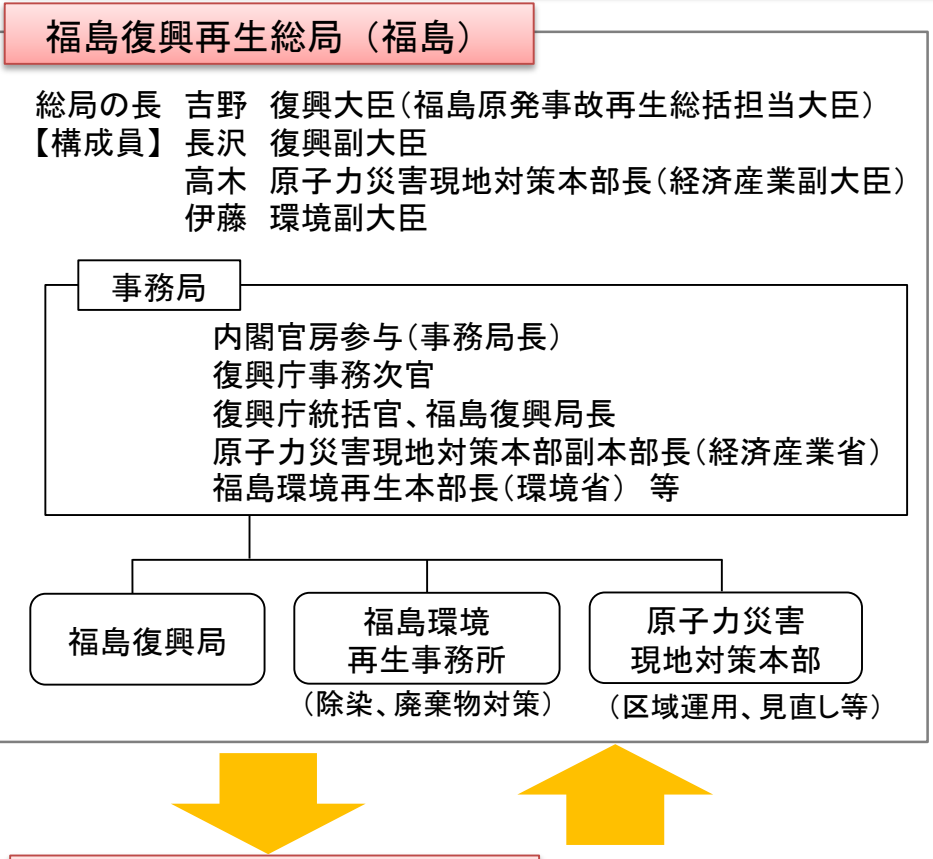 福島復興再生総局（福島）
総局の長 吉野 復興大臣（福島原発事故再生総括担当大臣）
【構成員】 長沢 復興副大臣
高木 原子力災害現地対策本部長（経済産業副大臣）
伊藤 環境副大臣
事務局
内閣官房参与（事務局長）
復興庁事務次官
復興庁統括官、福島復興局長
原子力災害現地対策本部副本部長（経済産業省）
福島環境再生本部長（環境省） 等
福島復興局
福島環境
再生事務所
（除染、廃棄物対策）
原子力災害
現地対策本部
（区域運用、見直し等）